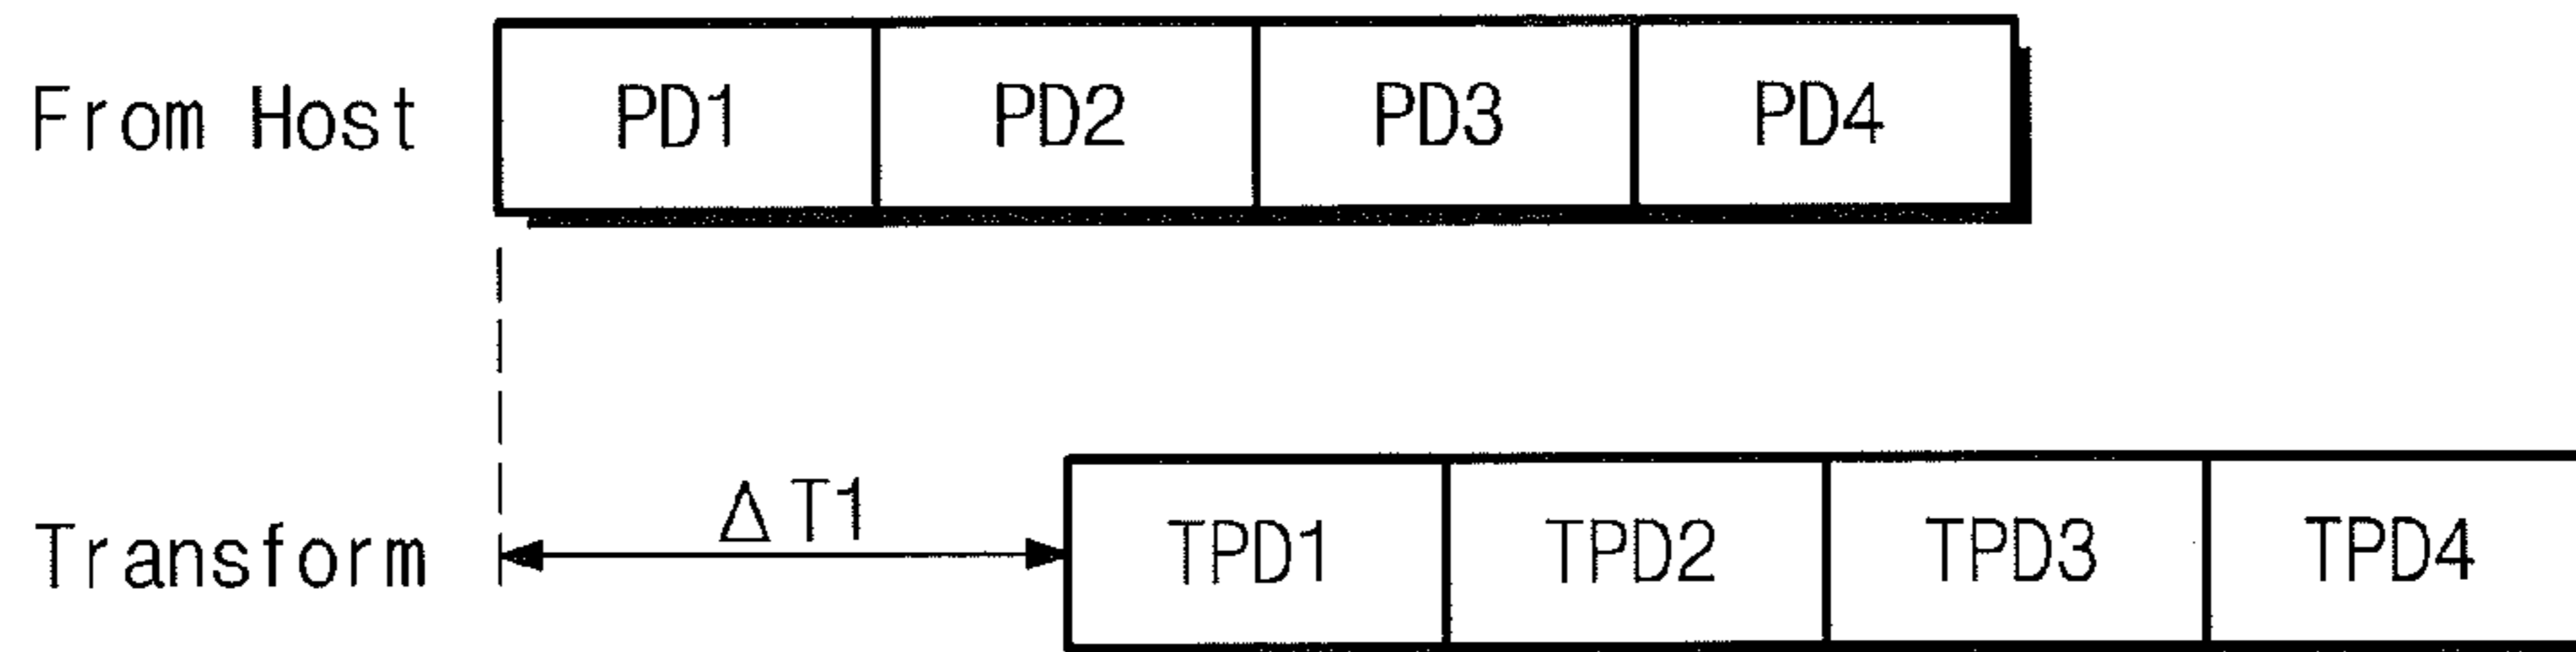 From Host PD1 PD2 PD3 PD4
ΔT1
Transform TPD1 TPD2 TPD3 TPD4